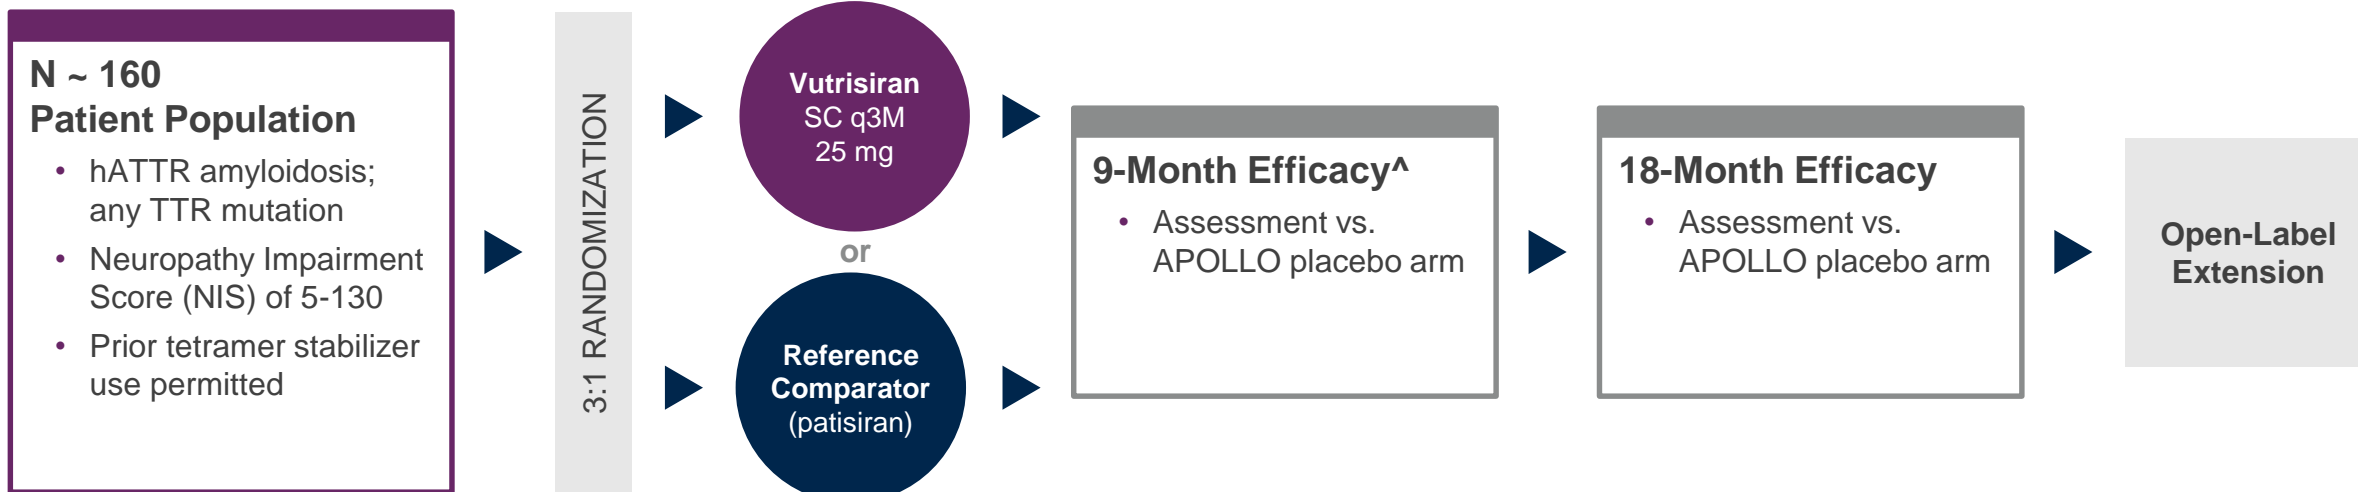 N ~ 160
Patient Population
• hATTR amyloidosis;
any TTR mutation
• Neuropathy Impairment
Score (NIS) of 5-130
• Prior tetramer stabilizer
use permitted
3:1 RANDOMIZATION
Vutrisiran
SC q3M
25 mg
or
Reference
Comparator
(patisiran)
9-Month Efficacy^
• Assessment vs.
APOLLO placebo arm
18-Month Efficacy
• Assessment vs.
APOLLO placebo arm
Open-Label
Extension